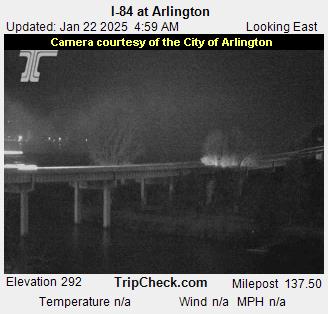 I-84 at Arlington
Updated: Jan 22 2025 4:59 AM Looking East
Camera courtesy of the City of Arlington
Elevation 292 TripCheck.com Milepost 137.50
Temperature n/a Wind n/a MPH n/a